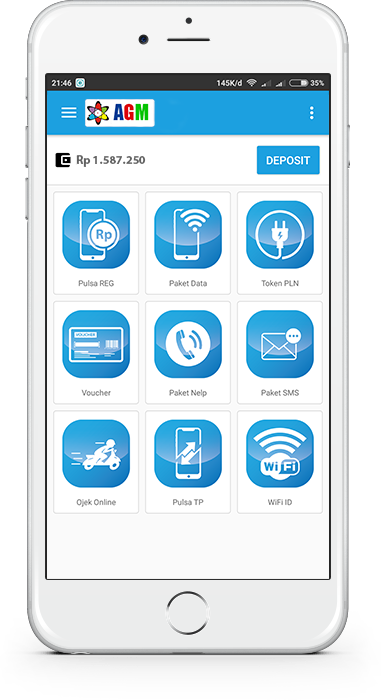 21:46 145K/d 35%
AGM
Rp 1.587.250 DEPOSIT
Rp
Pulsa REG Paket Data Token PLN
VOUCHER
Voucher Paket Nelp Paket SMS
WiFi
Ojek Online Pulsa TP WiFi ID